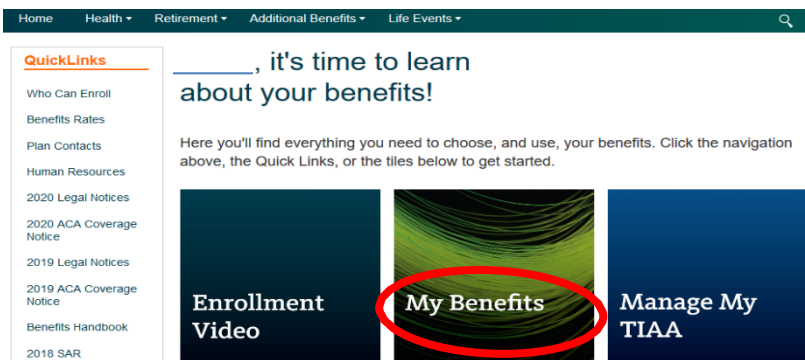 Home Health Retirement Additional Benefits Life Events
QuickLinks
Who Can Enroll
Benefits Rates
Plan Contacts
Human Resources
2020 Legal Notices
2020 ACA Coverage
Notice
2019 Legal Notices
2019 ACA Coverage
Notice
Benefits Handbook
2018 SAR
, it's time to learn
about your benefits!
Here you'll find everything you need to choose, and use, your benefits. Click the navigation
above, the Quick Links, or the tiles below to get started.
Enrollment
Video
My Benefits
Manage My
TIAA